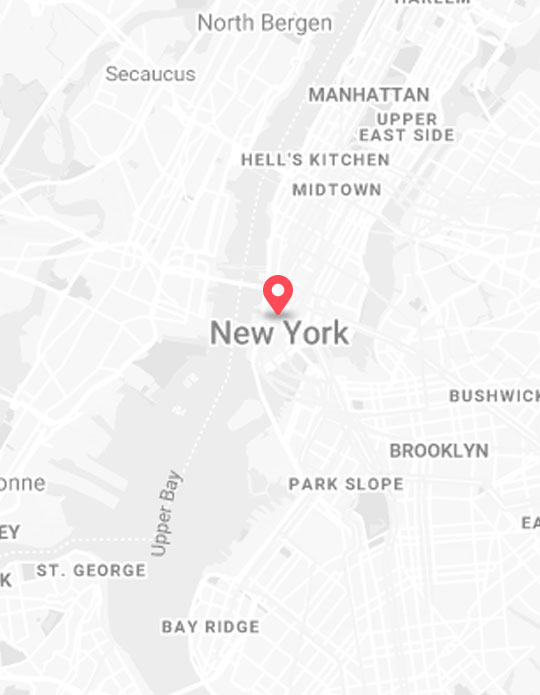 HARLEM
North Bergen
Secaucus
MANHATTAN
UPPER
EAST SIDE
HELL'S KITCHEN
MIDTOWN
New York
BUSHWICK
BROOKLYN
onne
PARK SLOPE
Upper Bay
EA
EY
ST. GEORGE
K
BAY RIDGE